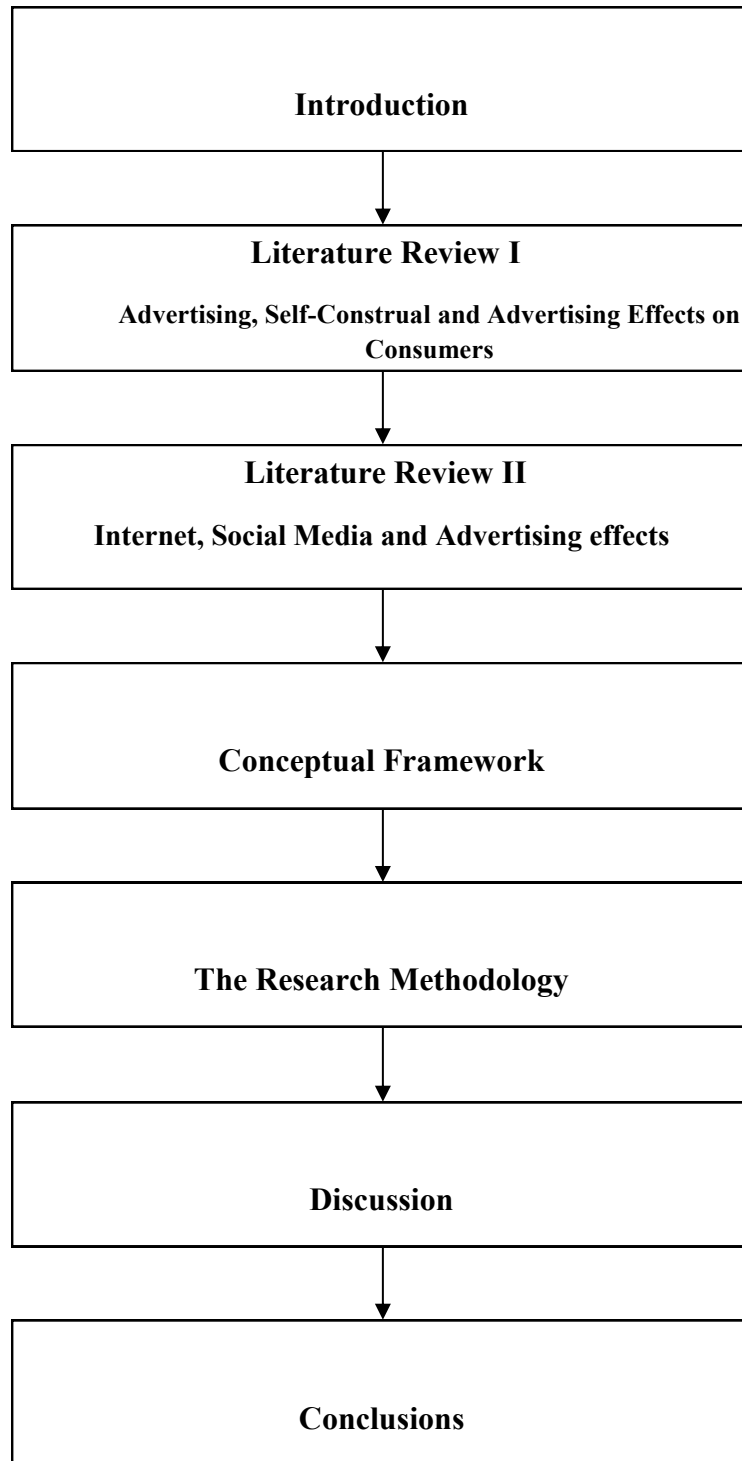 Introduction
Literature Review I
Advertising, Self-Construal and Advertising Effects on
Consumers
Literature Review II
Internet, Social Media and Advertising effects
Conceptual Framework
The Research Methodology
Discussion
Conclusions